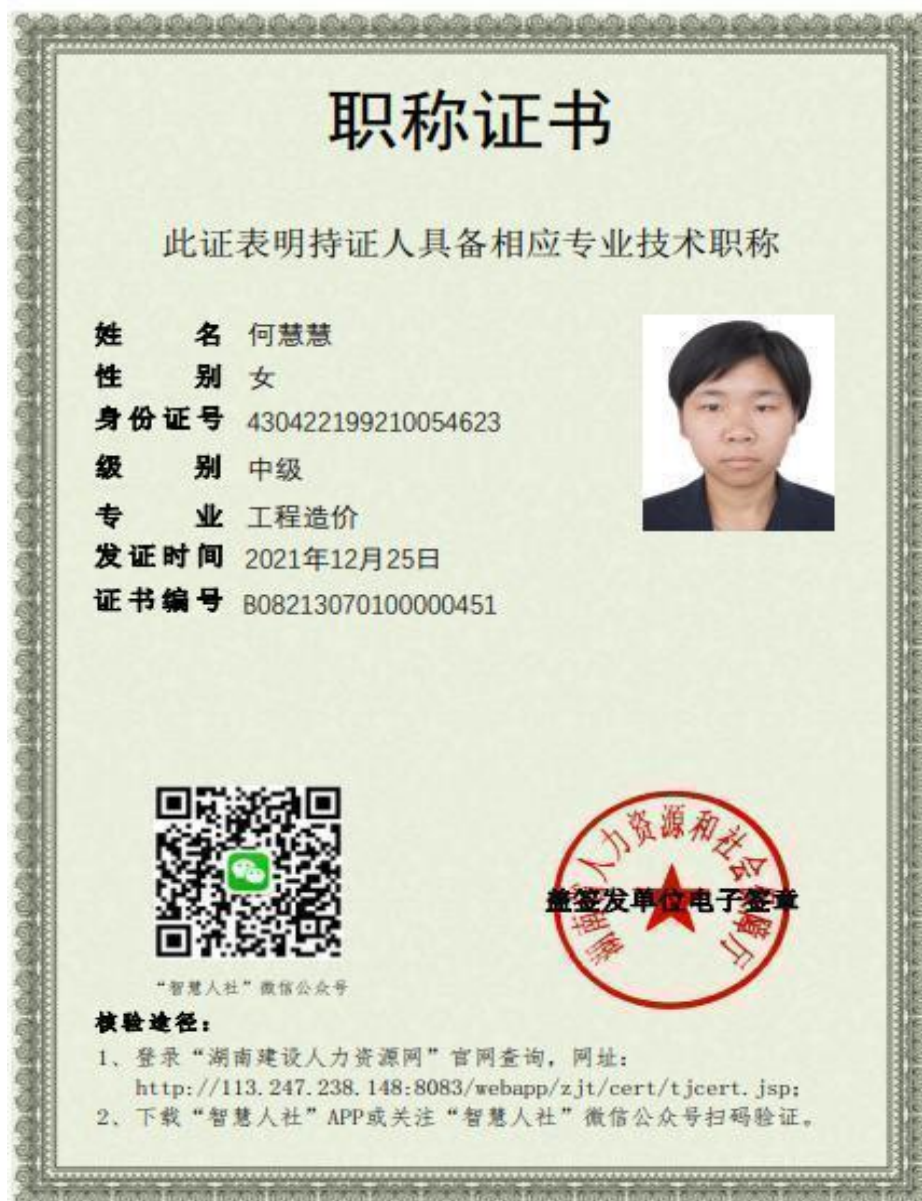 职称证书
此证表明持证人具备相应专业技术职称
姓名 何慧慧
性别 女
身份证号 430422199210054623
级别 中级
专业 工程造价
发证时间 2021年12月25日
证书编号 B08213070100000451
湖南省人力资源和社会保障厅
盖签发单位电子签章
“智慧人社”微信公众号
核验途径：
1、登录“湖南建设人力资源网”官网查询，网址：
http://113.247.238.148:8083/webapp/zjt/cert/tjcert.jsp;
2、下载“智慧人社”APP或关注“智慧人社”微信公众号扫码验证。